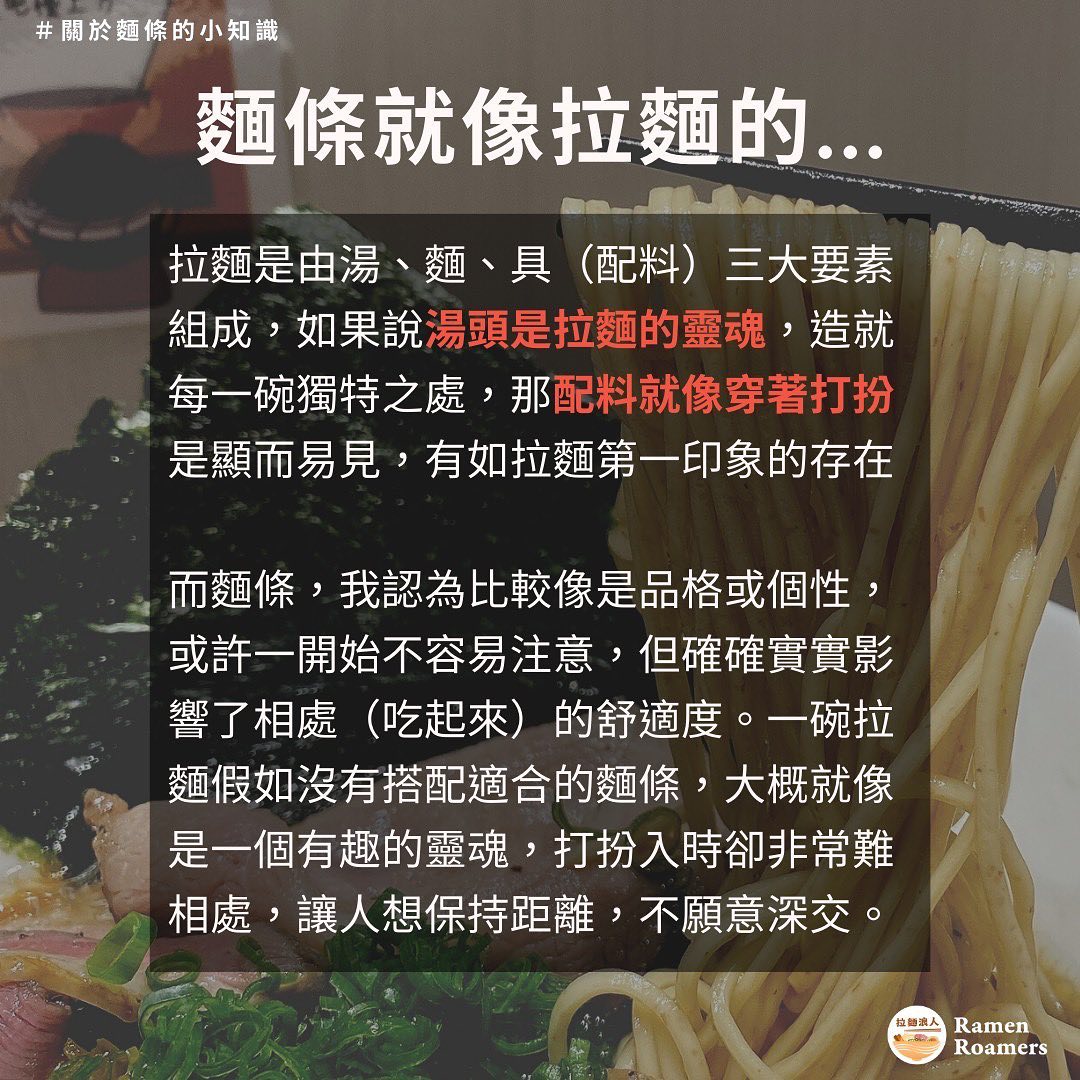 #關於麵條的小知識
麵條就像拉麵的...
拉麵是由湯、麵、具（配料）三大要素
組成，如果說湯頭是拉麵的靈魂，造就
每一碗獨特之處，那配料就像穿著打扮
是顯而易見，有如拉麵第一印象的存在
而麵條，我認為比較像是品格或個性，
或許一開始不容易注意，但確確實實影
響了相處（吃起來）的舒適度。一碗拉
麵假如沒有搭配適合的麵條，大概就像
是一個有趣的靈魂，打扮入時卻非常難
相處，讓人想保持距離，不願意深交。
拉麵浪人
Ramen
Roamers